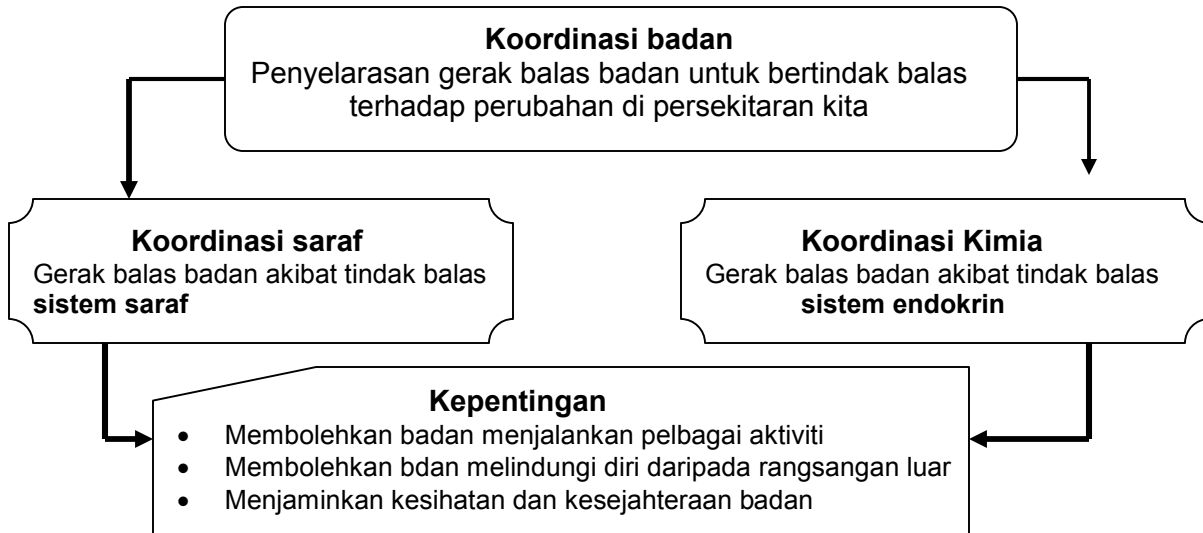 Koordinasi badan
Penyelarasan gerak balas badan untuk bertindak balas
terhadap perubahan di persekitaran kita
Koordinasi saraf
Gerak balas badan akibat tindak balas
sistem saraf
Koordinasi Kimia
Gerak balas badan akibat tindak balas
sistem endokrin
Kepentingan
• Membolehkan badan menjalankan pelbagai aktiviti
• Membolehkan bdan melindungi diri daripada rangsangan luar
• Menjaminkan kesihatan dan kesejahteraan badan